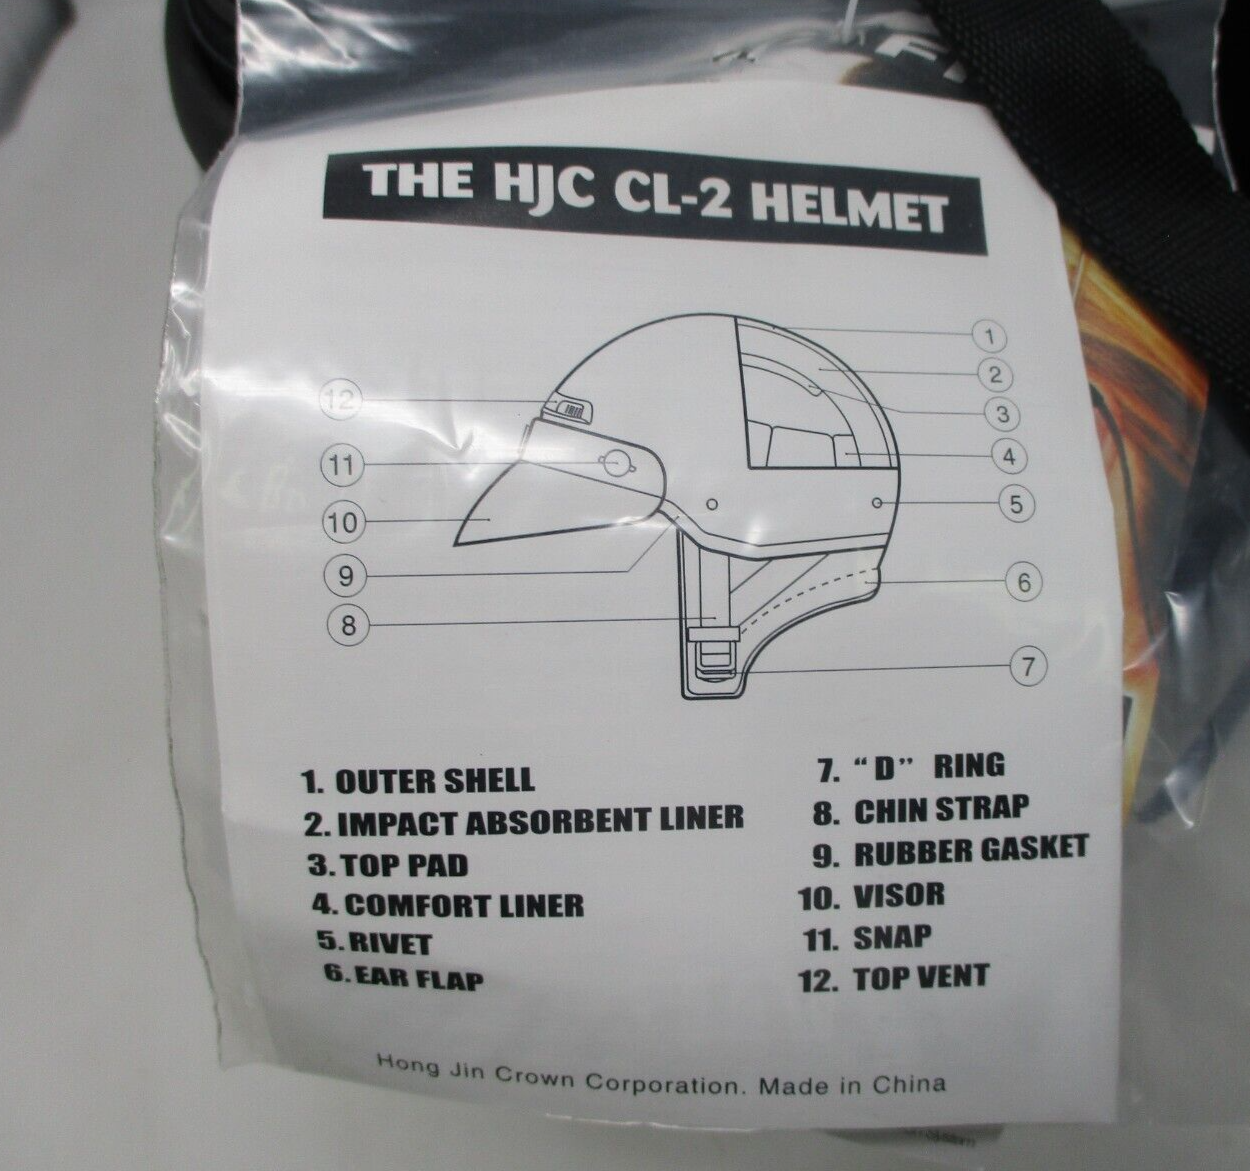 THE HJC CL-2 HELMET
1
2
3
4
5
6
7
12
11
10
9
8
1. OUTER SHELL
2. IMPACT ABSORBENT LINER
3. TOP PAD
4. COMFORT LINER
5. RIVET
6. EAR FLAP
7. “D” RING
8. CHIN STRAP
9. RUBBER GASKET
10. VISOR
11. SNAP
12. TOP VENT
Hong Jin Crown Corporation. Made in China